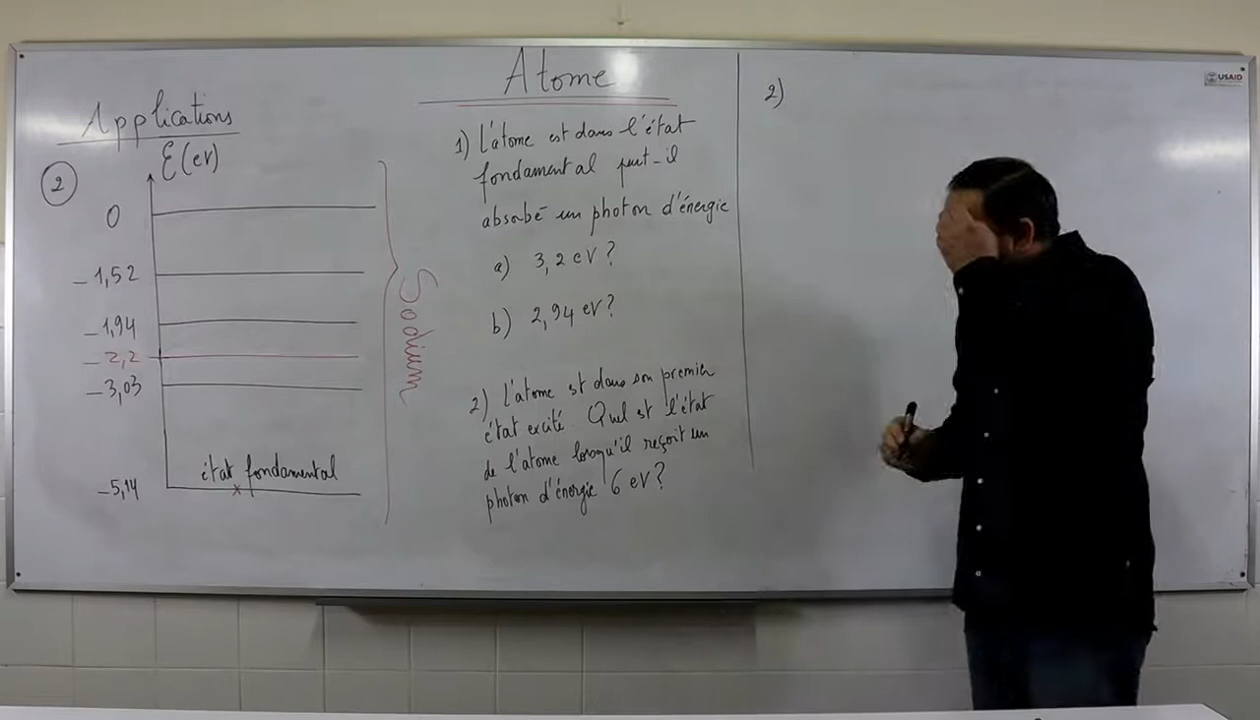 Atome
Applications
2
E(ev)
0
-1,52
-1,94
-2,2
-3,03
-5,14
état fondamental
Sodium
1) l'atome est dans l'état
fondamental peut-il
absorbé un photon d'énergie
a) 3,2 eV?
b) 2,94 eV?
2) l'atome st dans son premier
état excité. Quel st l'état
de l'atome lorsqu'il reçoit un
photon d'énergie 6 eV?
2)
USAID